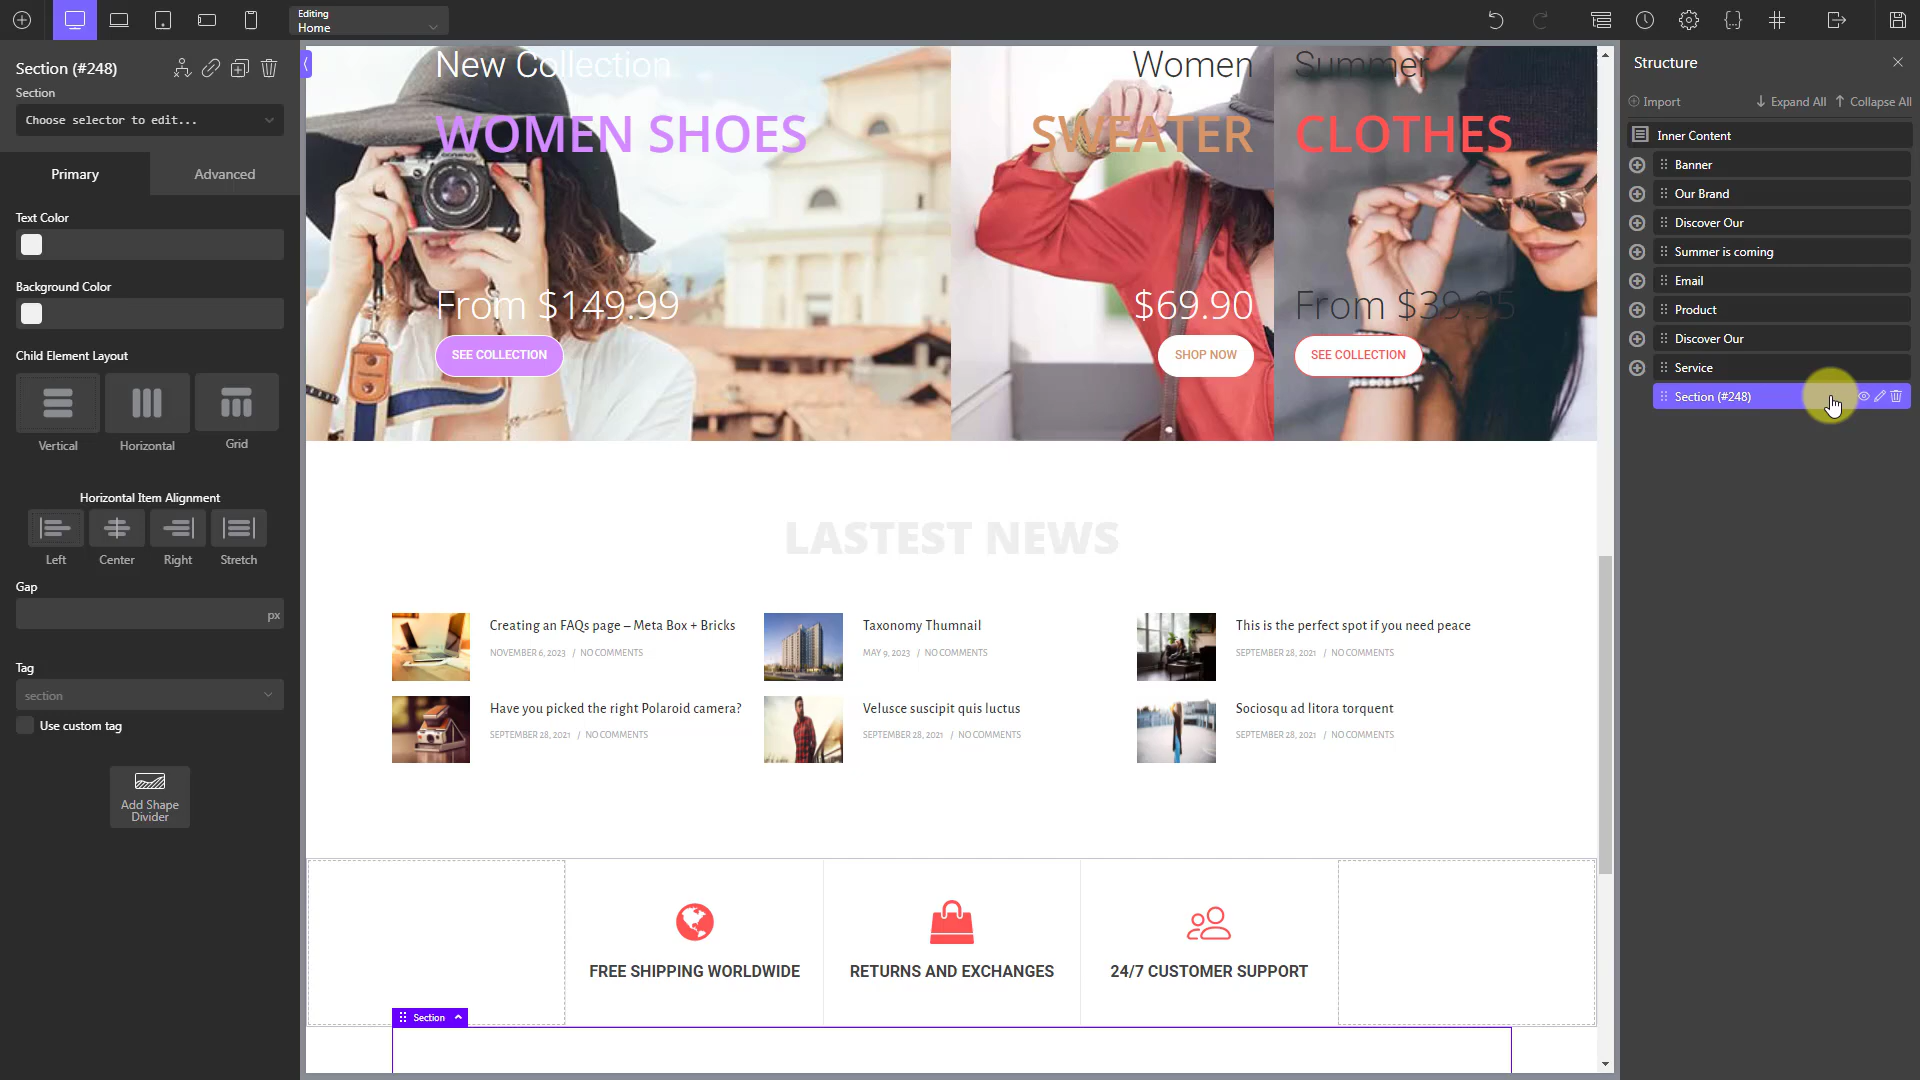 Editing
Home
Section (#248)
Section
Choose selector to edit...
Primary
Advanced
Text Color
Background Color
Child Element Layout
Vertical
Horizontal
Grid
Horizontal Item Alignment
Left
Center
Right
Stretch
Gap
px
Tag
section
Use custom tag
Add Shape
Divider
New Collection
WOMEN SHOES
From $149.99
SEE COLLECTION
Women
SWEATER
$69.90
SHOP NOW
Summer
CLOTHES
From $39.95
SEE COLLECTION
LASTEST NEWS
Creating an FAQs page – Meta Box + Bricks
NOVEMBER 6, 2023 / NO COMMENTS
Taxonomy Thumnail
MAY 9, 2023 / NO COMMENTS
This is the perfect spot if you need peace
SEPTEMBER 28, 2021 / NO COMMENTS
Have you picked the right Polaroid camera?
SEPTEMBER 28, 2021 / NO COMMENTS
Velusce suscipit quis luctus
SEPTEMBER 28, 2021 / NO COMMENTS
Sociosqu ad litora torquent
SEPTEMBER 28, 2021 / NO COMMENTS
FREE SHIPPING WORLDWIDE
RETURNS AND EXCHANGES
24/7 CUSTOMER SUPPORT
Section
Structure
Import
Expand All
Collapse All
Inner Content
Banner
Our Brand
Discover Our
Summer is coming
Email
Product
Discover Our
Service
Section (#248)